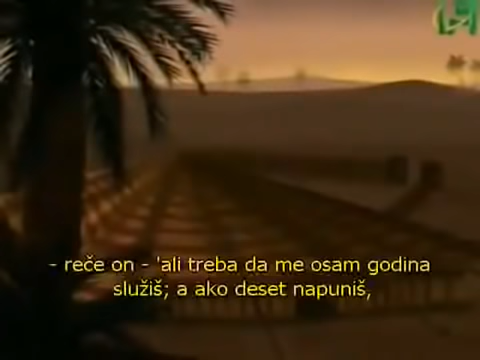 - reče on - 'ali treba da me osam godina
služiš; a ako deset napuniš,